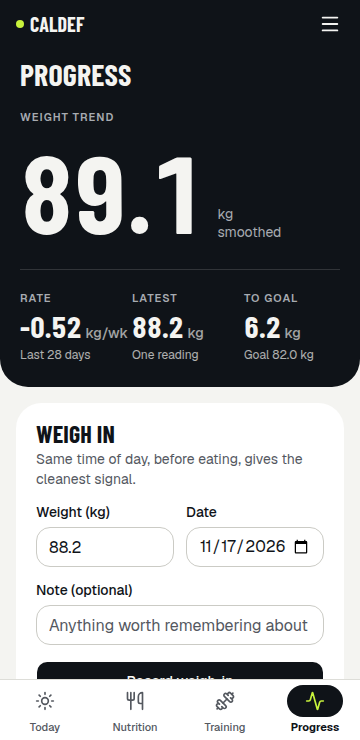 CALDEF
PROGRESS
WEIGHT TREND
89.1 kg smoothed
RATE LATEST TO GOAL
-0.52 kg/wk 88.2 kg 6.2 kg
Last 28 days One reading Goal 82.0 kg
WEIGH IN
Same time of day, before eating, gives the
cleanest signal.
Weight (kg) Date
88.2 11/17/2026
Note (optional)
Anything worth remembering about
Record weigh-in
Today Nutrition Training Progress